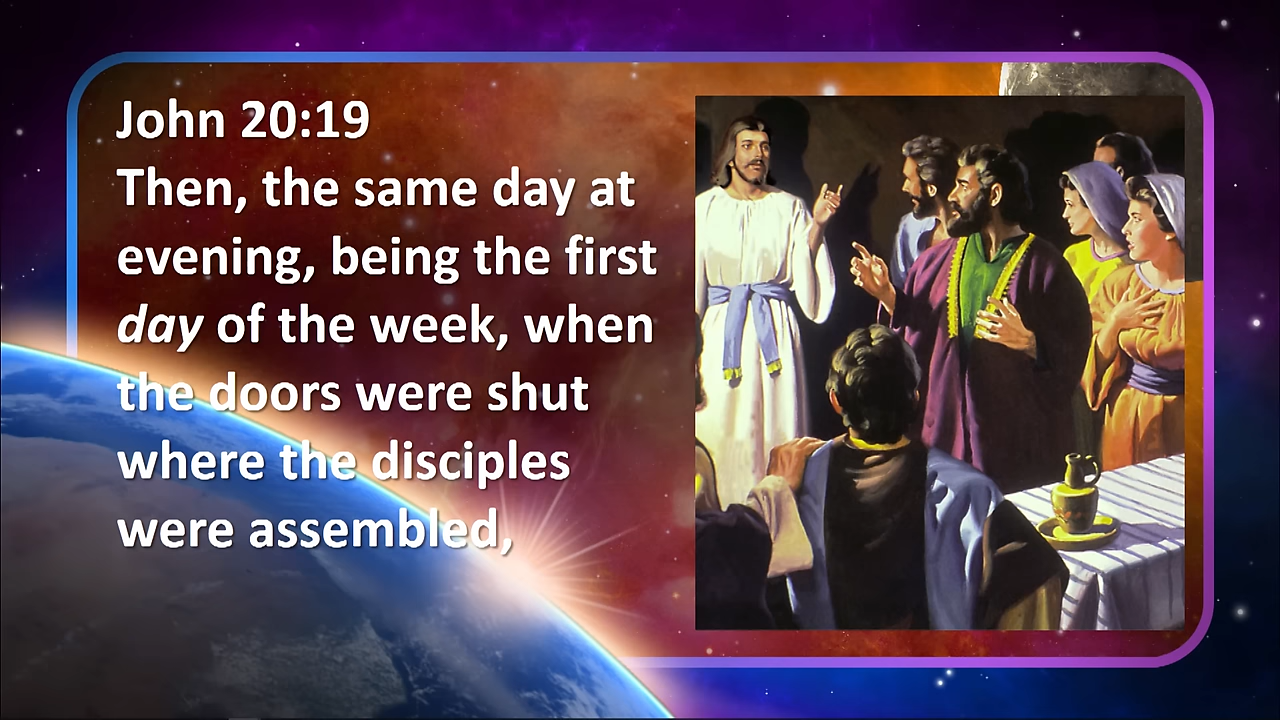 John 20:19
Then, the same day at
evening, being the first
day of the week, when
the doors were shut
where the disciples
were assembled,